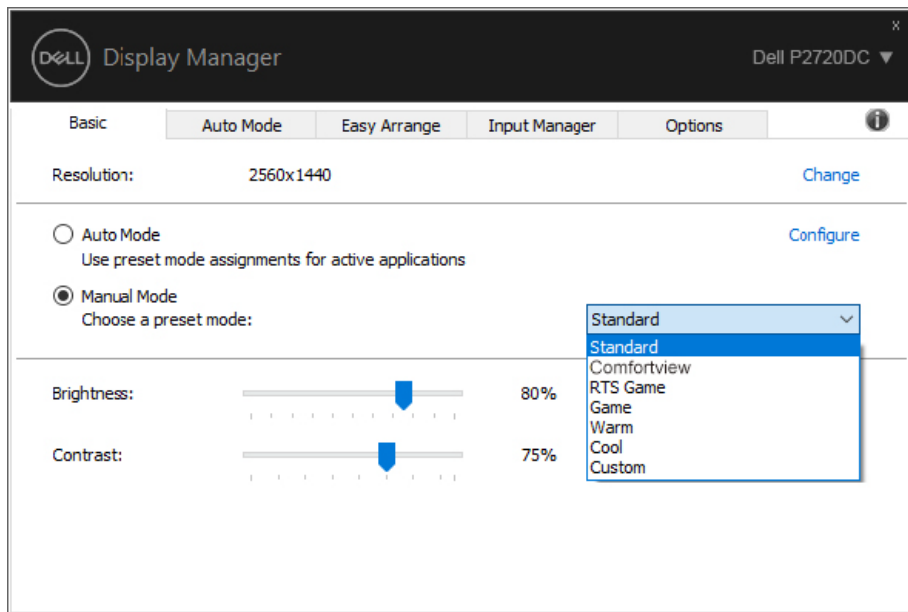 x
DELL Display Manager Dell P2720DC ▼
Basic Auto Mode Easy Arrange Input Manager Options i
Resolution: 2560x1440 Change
Auto Mode Configure
Use preset mode assignments for active applications
Manual Mode
Choose a preset mode: Standard
Standard
Comfortview
RTS Game
Game
Warm
Cool
Custom
Brightness: 80%
Contrast: 75%